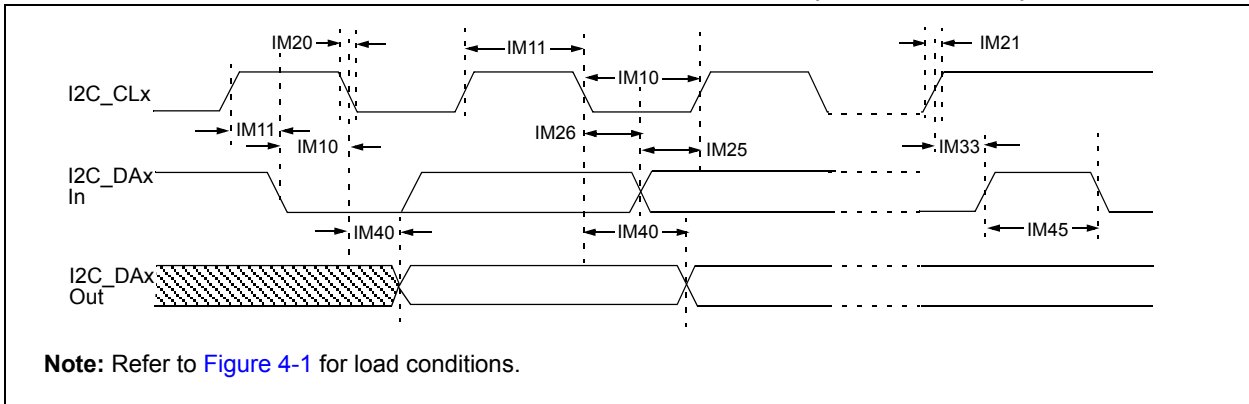 IM20
IM11
IM21
IM10
I2C_CLx
IM11
IM26
IM10
IM25
IM33
I2C_DAx
In
IM40
IM40
IM45
I2C_DAx
Out
Note: Refer to Figure 4-1 for load conditions.